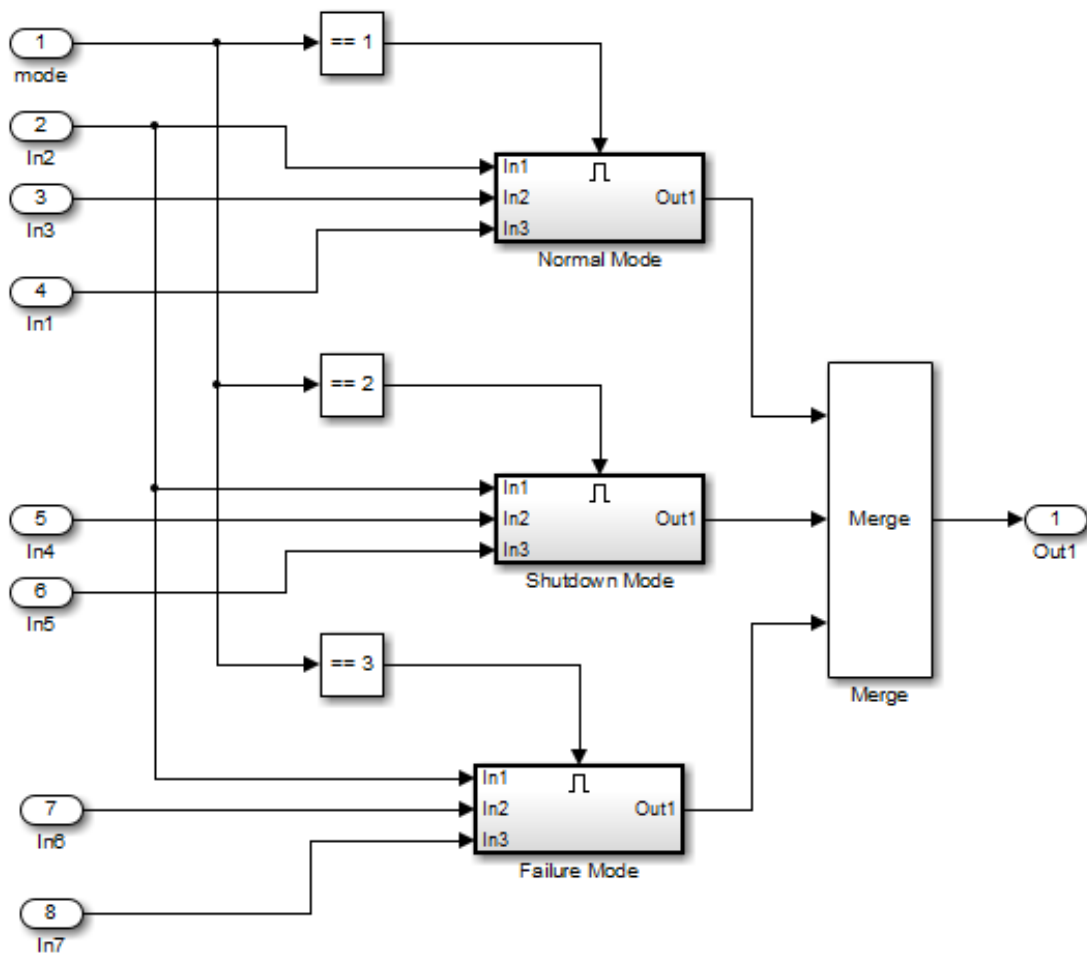 1
mode
== 1
2
In2
In1
In2
Out1
In3
Normal Mode
3
In3
4
In1
== 2
In1
In2
Out1
In3
Shutdown Mode
5
In4
6
In5
Merge
Merge
1
Out1
== 3
In1
In2
Out1
In3
Failure Mode
7
In6
8
In7